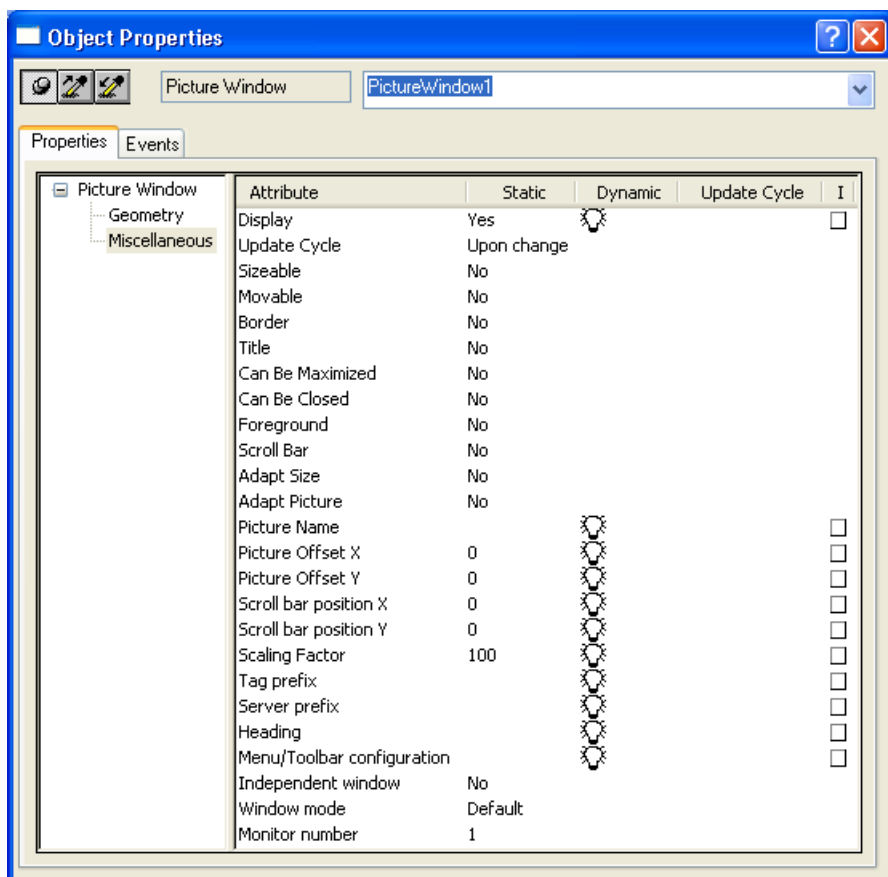 Object Properties
Picture Window PictureWindow1
Properties Events
Picture Window
Geometry
Miscellaneous
Attribute Static Dynamic Update Cycle I
Display Yes
Update Cycle Upon change
Sizeable No
Movable No
Border No
Title No
Can Be Maximized No
Can Be Closed No
Foreground No
Scroll Bar No
Adapt Size No
Adapt Picture No
Picture Name
Picture Offset X 0
Picture Offset Y 0
Scroll bar position X 0
Scroll bar position Y 0
Scaling Factor 100
Tag prefix
Server prefix
Heading
Menu/Toolbar configuration
Independent window No
Window mode Default
Monitor number 1